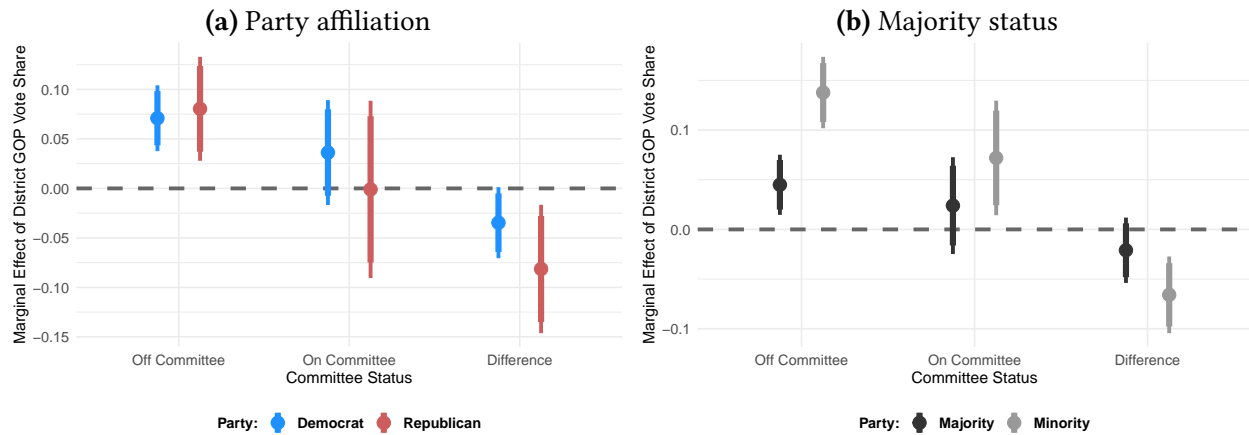 (a) Party affiliation
Marginal Effect of District GOP Vote Share
0.10
0.05
0.00
−0.05
−0.10
−0.15
Off Committee On Committee Difference
Committee Status
Party: Democrat Republican
(b) Majority status
Marginal Effect of District GOP Vote Share
0.1
0.0
−0.1
Off Committee On Committee Difference
Committee Status
Party: Majority Minority